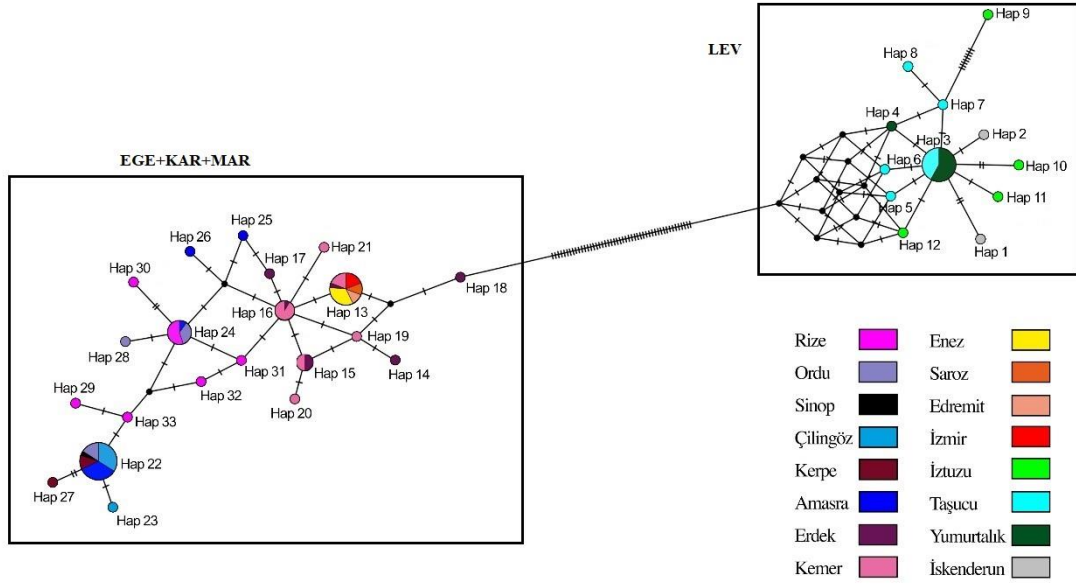 LEV
Hap 9
Hap 8
Hap 7
Hap 4
Hap 3
Hap 2
Hap 6
Hap 10
Hap 5
Hap 11
Hap 12
Hap 1
EGE+KAR+MAR
Hap 25
Hap 26
Hap 21
Hap 17
Hap 30
Hap 18
Hap 16
Hap 13
Hap 24
Hap 19
Hap 28
Hap 31
Hap 15
Hap 14
Hap 29
Hap 32
Hap 20
Hap 33
Hap 22
Hap 27
Hap 23
Rize
Ordu
Sinop
Çilingöz
Kerpe
Amasra
Erdek
Kemer
Enez
Saroz
Edremit
İzmir
İztuzu
Taşucu
Yumurtalık
İskenderun